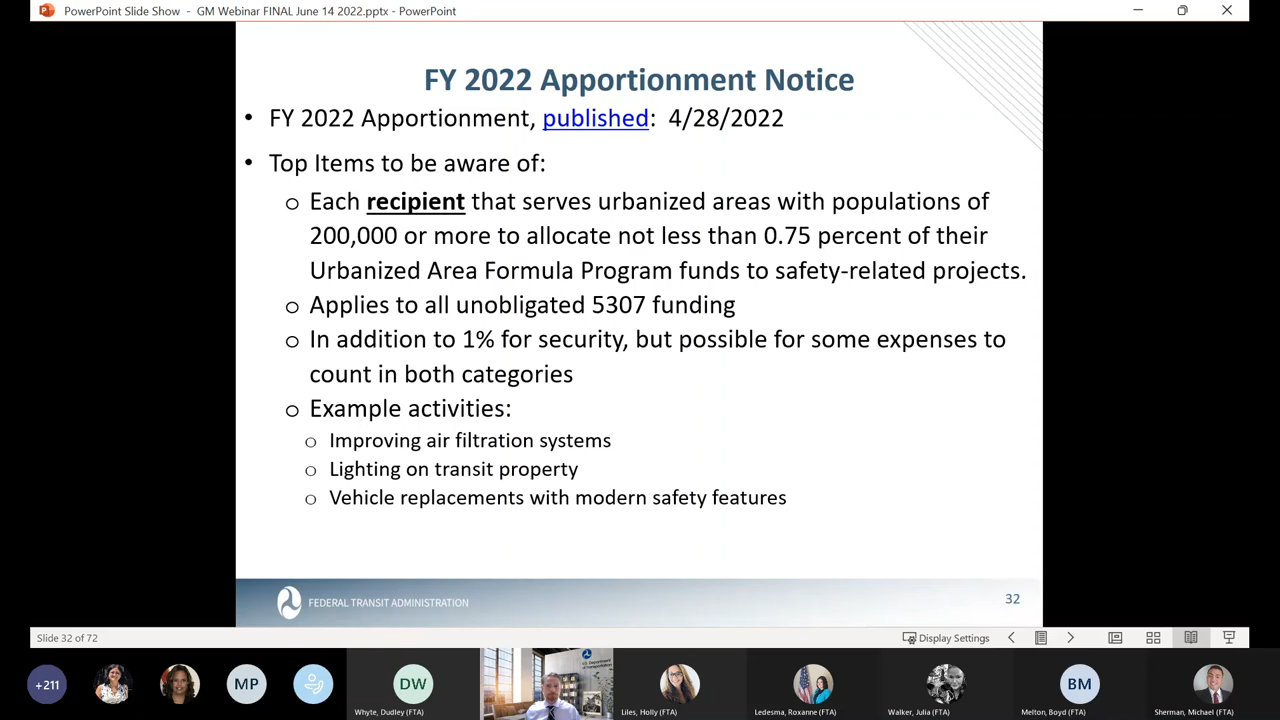 PowerPoint Slide Show - GM Webinar FINAL June 14 2022.pptx - PowerPoint
FY 2022 Apportionment Notice
• FY 2022 Apportionment, published: 4/28/2022
• Top Items to be aware of:
o Each recipient that serves urbanized areas with populations of
200,000 or more to allocate not less than 0.75 percent of their
Urbanized Area Formula Program funds to safety-related projects.
o Applies to all unobligated 5307 funding
o In addition to 1% for security, but possible for some expenses to
count in both categories
o Example activities:
o Improving air filtration systems
o Lighting on transit property
o Vehicle replacements with modern safety features
FEDERAL TRANSIT ADMINISTRATION
32
Slide 32 of 72
Display Settings
+211
MP
DW
U.S. Department
of Transportation
BM
Whyte, Dudley (FTA)
Liles, Holly (FTA)
Ledesma, Roxanne (FTA)
Walker, Julia (FTA)
Melton, Boyd (FTA)
Sherman, Michael (FTA)